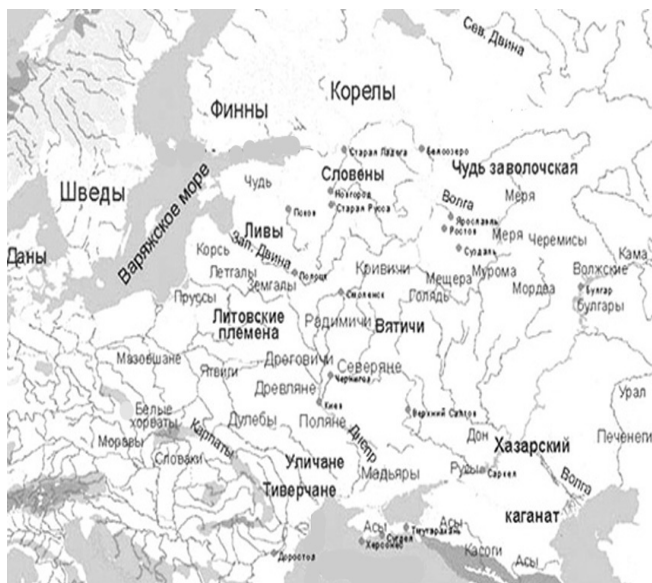 Сев. Двина
Корелы
Финны
Старая Ладога
Белоозеро
Словены
Чудь заволочская
Чудь
Шведы
Варяжское море
Новгород
Волга
Меря
Псков
Старая Русса
Ярославль
Ростов
Ливы
Меря
Черемисы
Даны
Корсь
Зап. Двина
Суздаль
Кама
Летгалы
Полоцк
Кривичи
Мещера
Мурома
Волжские
Земгалы
Голядь
Мордва
Булгар
Пруссы
Смоленск
булгары
Литовские
племена
Радимичи
Вятичи
Мазовшане
Дреговичи
Северяне
Ятвяги
Чернигов
Урал
Древляне
Белые
хорваты
Киев
Дулебы
Поляне
Верхний Салтов
Карпаты
Днепр
Дон
Печенеги
Моравы
Хазарский
Словаки
Уличане
Мадьяры
Русы
Саркел
Волга
Тиверчане
каганат
Асы
Тмутаракань
Асы
Сугдея
Херсонес
Доростол
Касоги
Асы